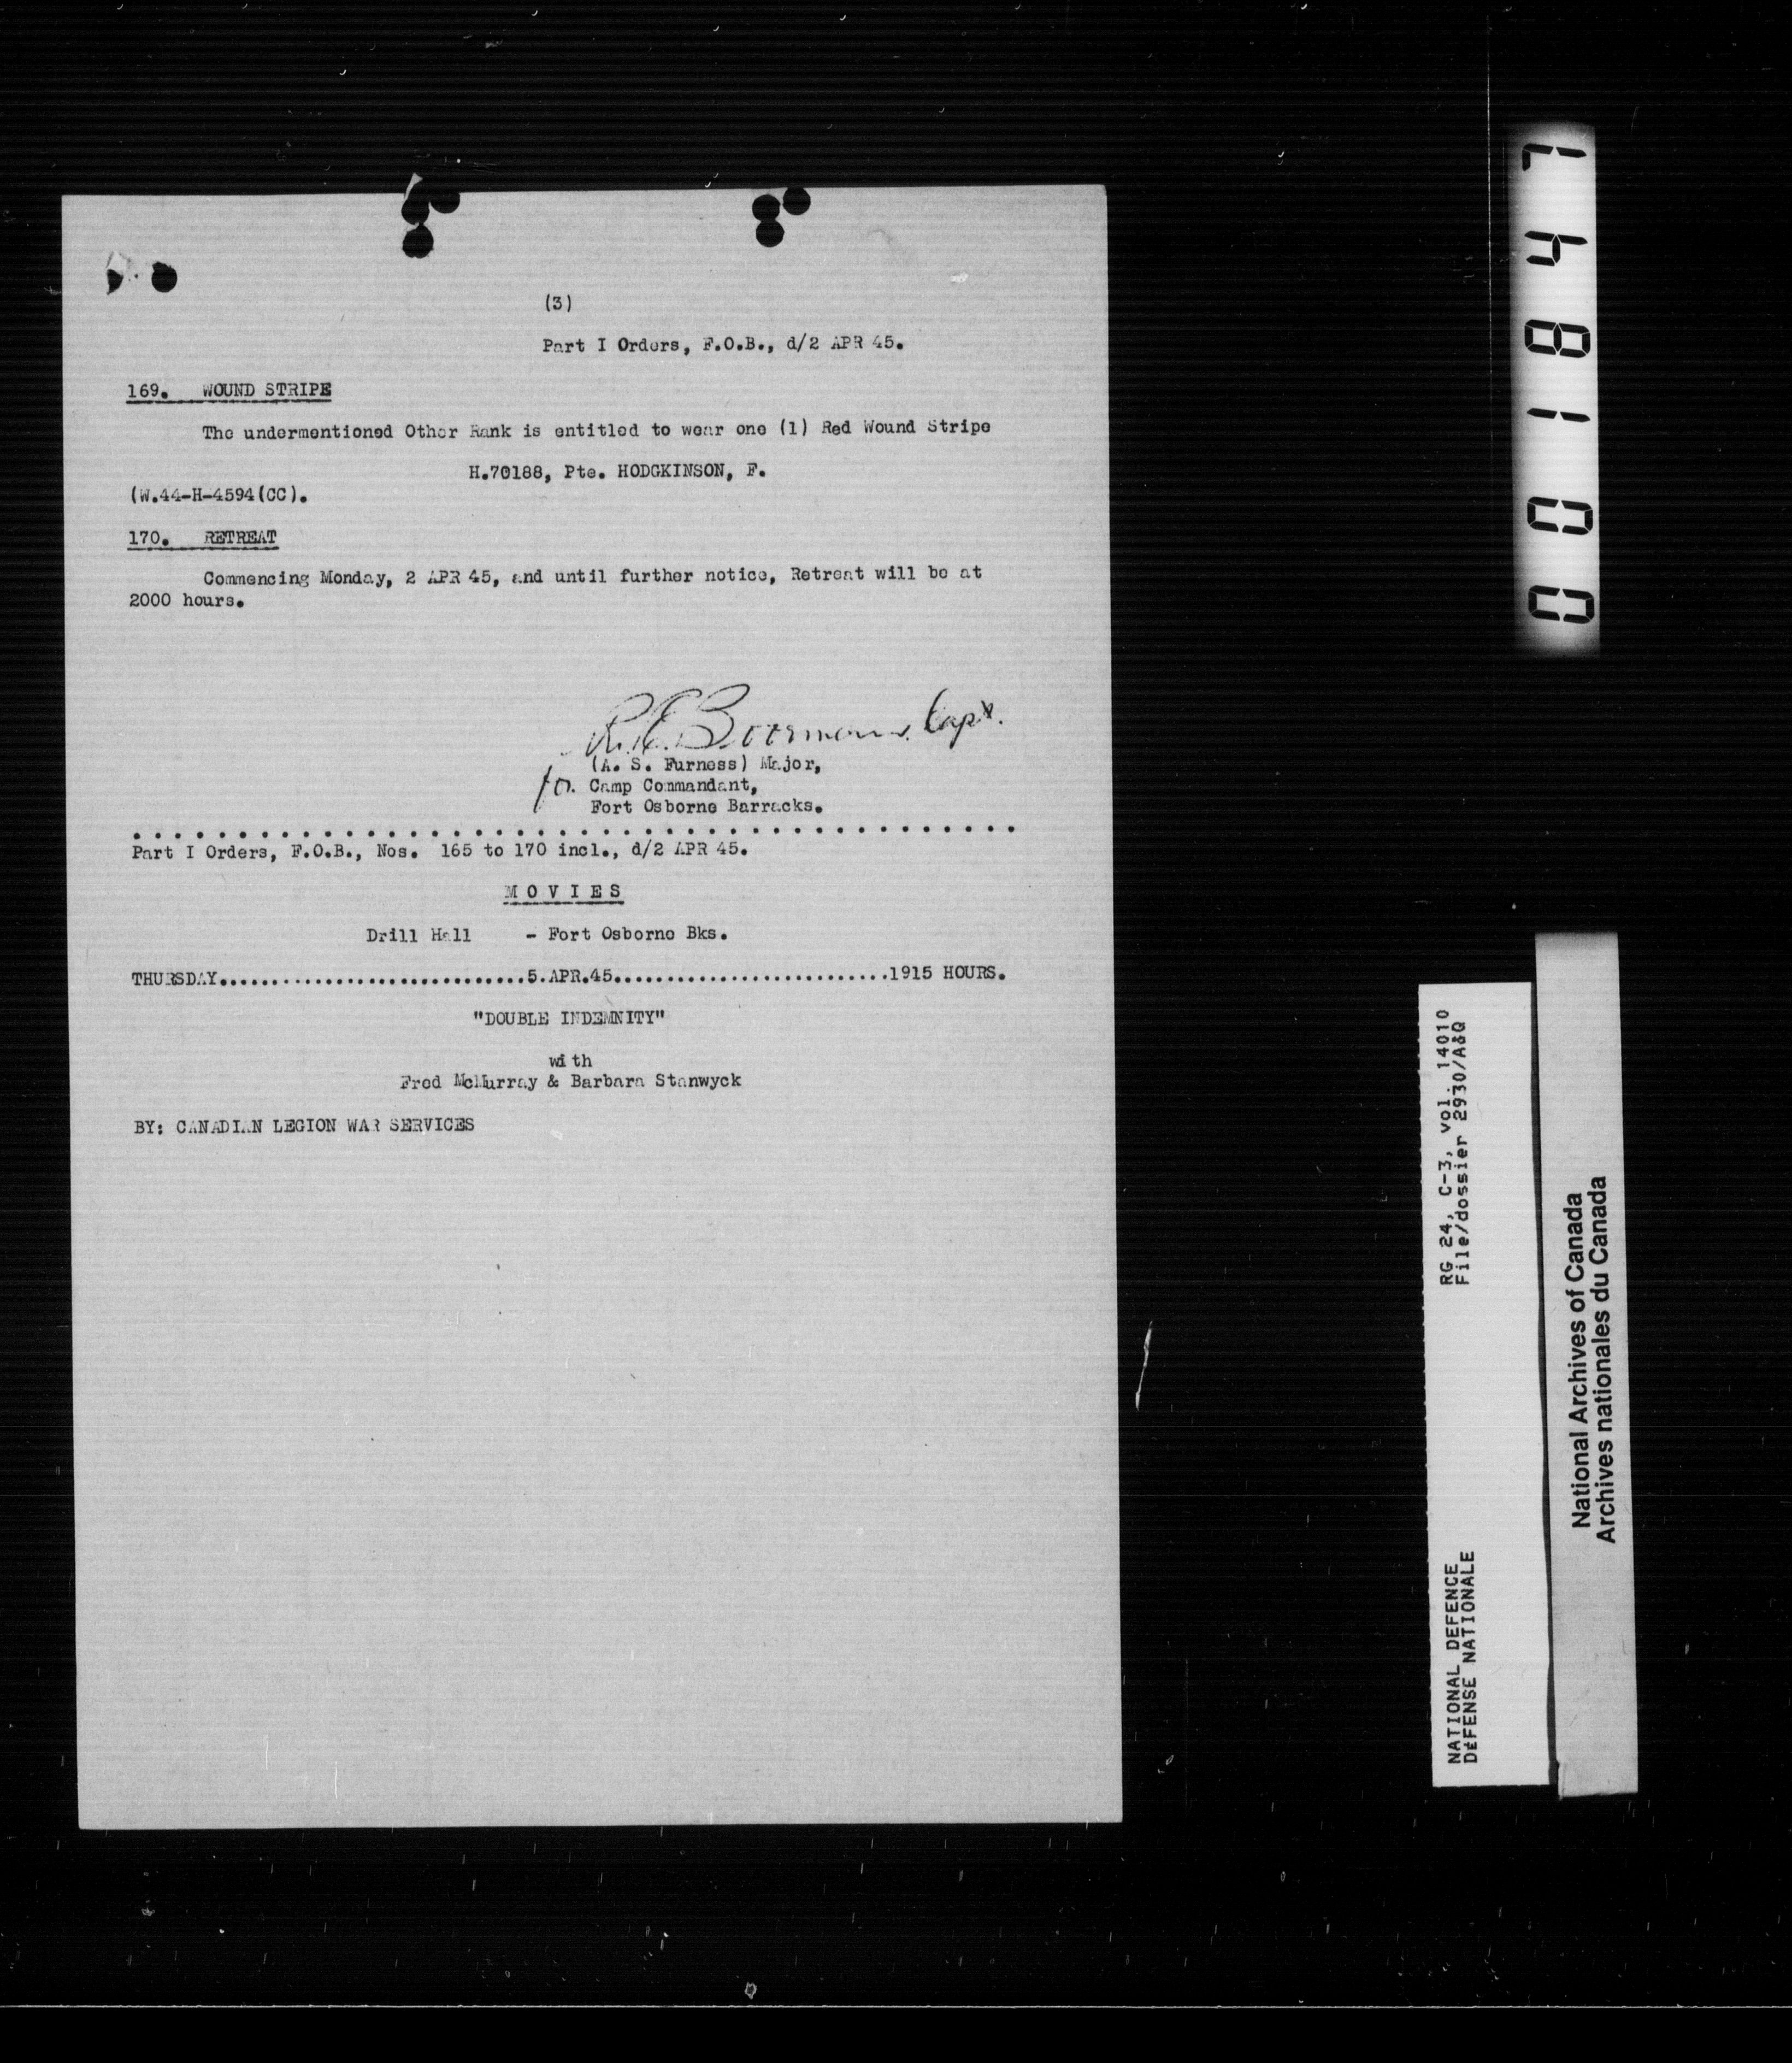 (3)
Part I Orders, F.O.B., d/2 APR 45.
169. WOUND STRIPE
The undermentioned Other Rank is entitled to wear one (1) Red Wound Stripe
H.70188, Pte. HODGKINSON, F.
(W.44-H-4594(CC).
170. RETREAT
Commencing Monday, 2 APR 45, and until further notice, Retreat will be at
2000 hours.
Capt.
(A. S. Furness) Major,
for Camp Commandant,
Fort Osborne Barracks.
Part I Orders, F.O.B., Nos. 165 to 170 incl., d/2 APR 45.
M O V I E S
Drill Hall - Fort Osborne Bks.
THURSDAY.............................5.APR.45..........................1915 HOURS.
"DOUBLE INDEMNITY"
with
Fred McMurray & Barbara Stanwyck
BY: CANADIAN LEGION WAR SERVICES
001847
RG 24, C-3, vol. 14010
File/dossier 2930/A&Q
NATIONAL DEFENCE
DÉFENSE NATIONALE
National Archives of Canada
Archives nationales du Canada